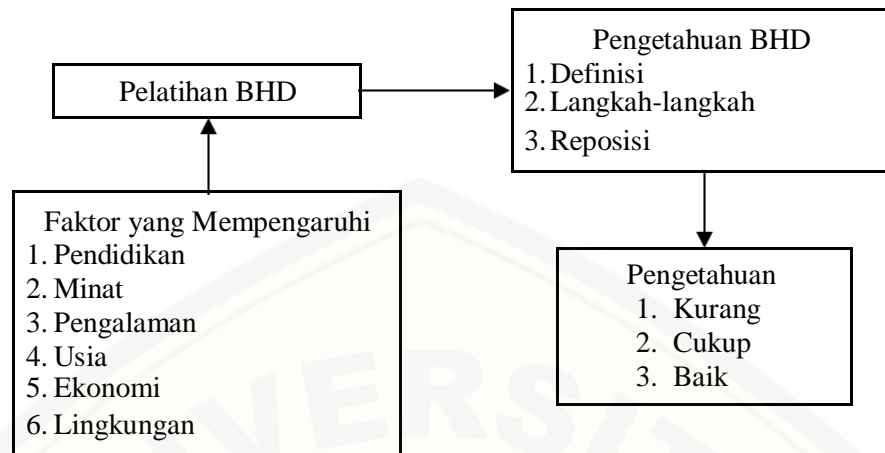 Pelatihan BHD
Pengetahuan BHD
1. Definisi
2. Langkah-langkah
3. Reposisi
Faktor yang Mempengaruhi
1. Pendidikan
2. Minat
3. Pengalaman
4. Usia
5. Ekonomi
6. Lingkungan
Pengetahuan
1. Kurang
2. Cukup
3. Baik
VERSIT